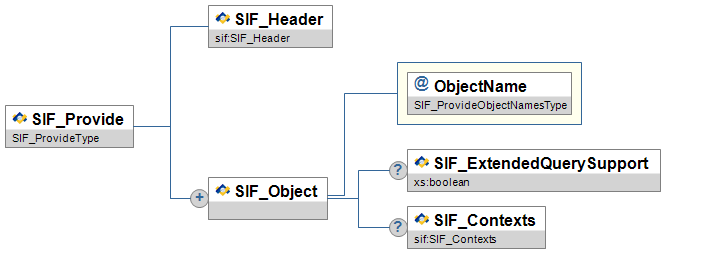 SIF_Header
sif:SIF_Header
@ ObjectName
SIF_ProvideObjectNamesType
SIF_Provide
SIF_ProvideType
? SIF_ExtendedQuerySupport
xs:boolean
+ SIF_Object
? SIF_Contexts
sif:SIF_Contexts